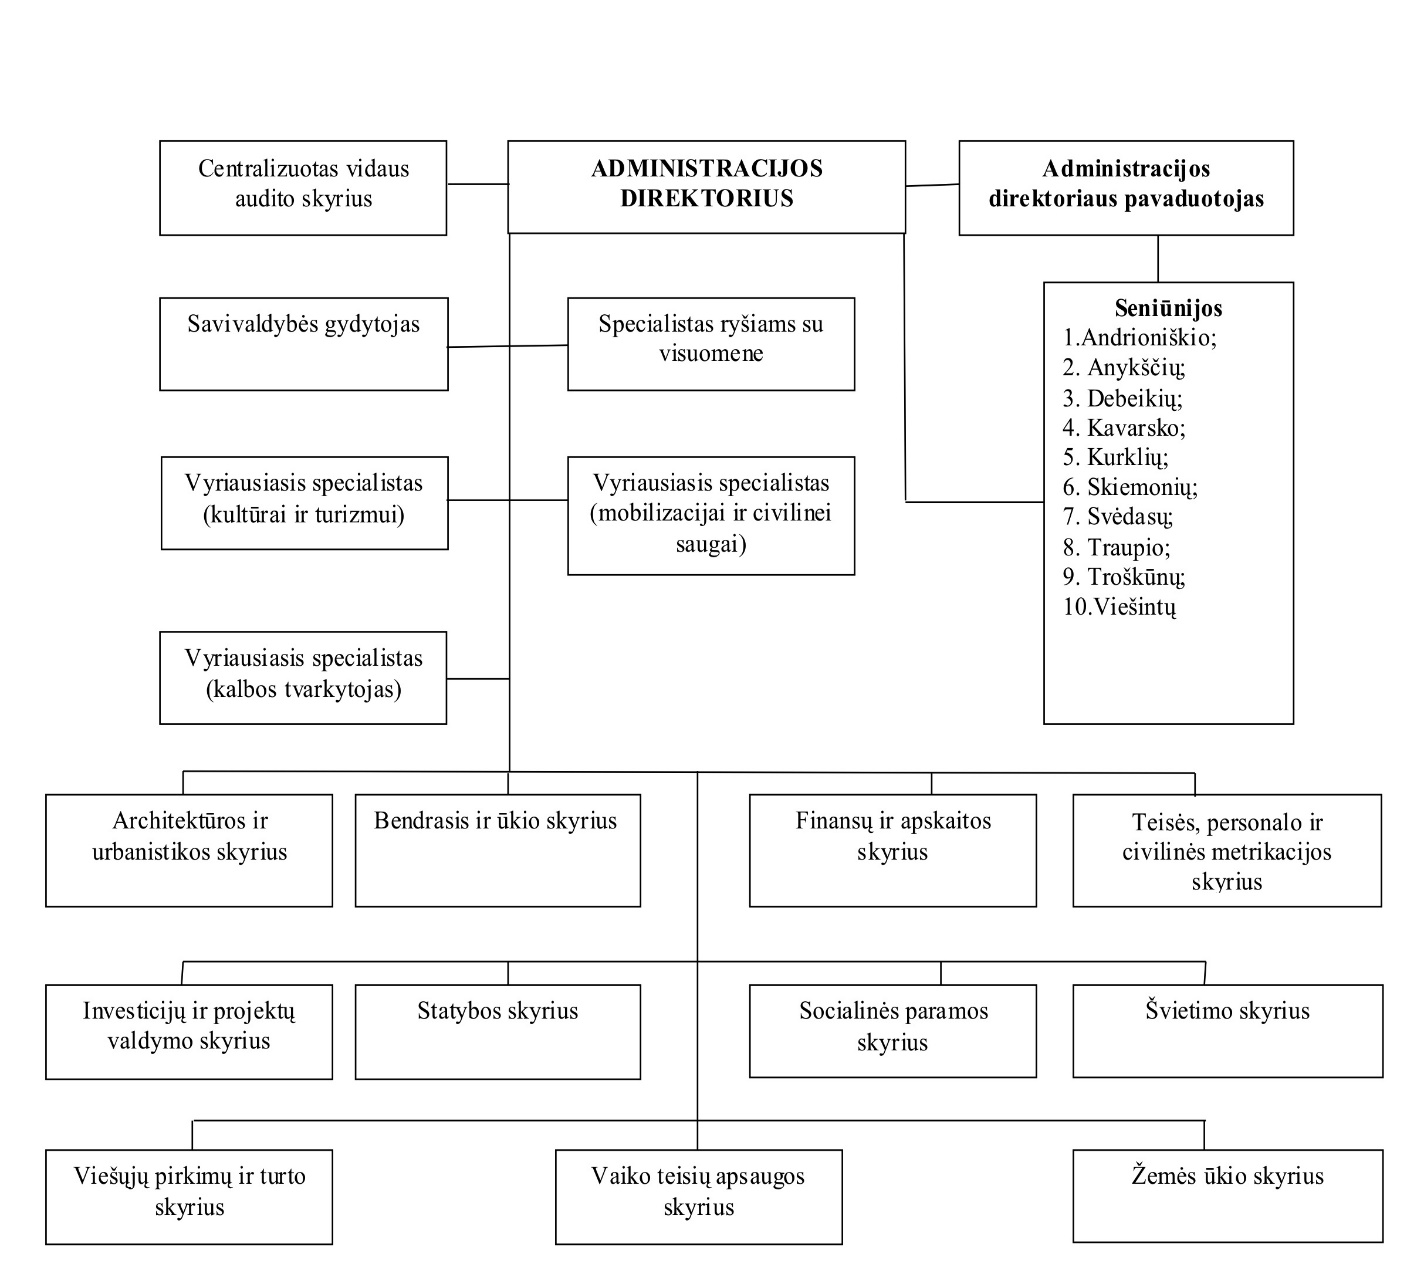 Centralizuotas vidaus
audito skyrius
ADMINISTRACIJOS
DIREKTORIUS
Administracijos
direktoriaus pavaduotojas
Savivaldybės gydytojas
Specialistas ryšiams su
visuomene
Seniūnijos
1.Andrioniškio;
2. Anykščių;
3. Debeikių;
4. Kavarsko;
5. Kurklių;
6. Skiemonių;
7. Svėdasų;
8. Traupio;
9. Troškūnų;
10.Viešintų
Vyriausiasis specialistas
(kultūrai ir turizmui)
Vyriausiasis specialistas
(mobilizacijai ir civilinei
saugai)
Vyriausiasis specialistas
(kalbos tvarkytojas)
Architektūros ir
urbanistikos skyrius
Bendrasis ir ūkio skyrius
Finansų ir apskaitos
skyrius
Teisės, personalo ir
civilinės metrikacijos
skyrius
Investicijų ir projektų
valdymo skyrius
Statybos skyrius
Socialinės paramos
skyrius
Švietimo skyrius
Viešųjų pirkimų ir turto
skyrius
Vaiko teisių apsaugos
skyrius
Žemės ūkio skyrius